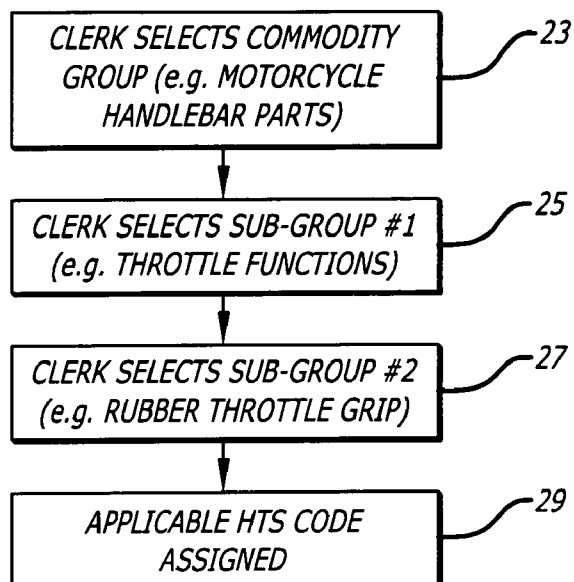 CLERK SELECTS COMMODITY
GROUP (e.g. MOTORCYCLE
HANDLEBAR PARTS)
23
CLERK SELECTS SUB-GROUP #1
(e.g. THROTTLE FUNCTIONS)
25
CLERK SELECTS SUB-GROUP #2
(e.g. RUBBER THROTTLE GRIP)
27
APPLICABLE HTS CODE
ASSIGNED
29